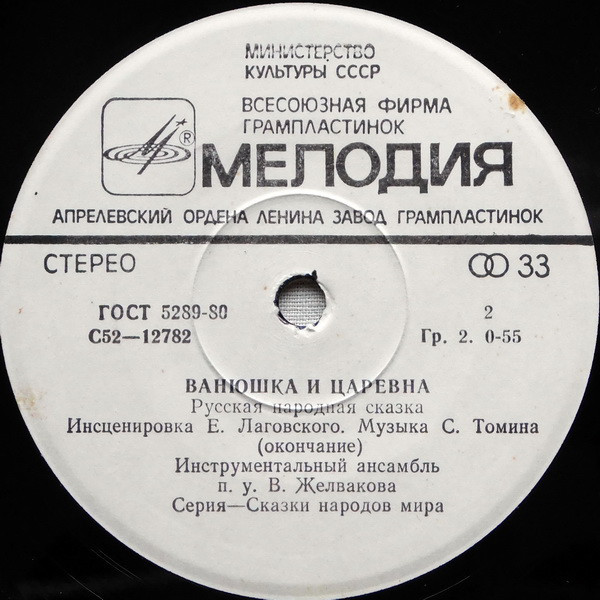 МИНИСТЕРСТВО
КУЛЬТУРЫ СССР
ВСЕСОЮЗНАЯ ФИРМА
ГРАМПЛАСТИНОК
® МЕЛОДИЯ
АПРЕЛЕВСКИЙ ОРДЕНА ЛЕНИНА ЗАВОД ГРАМПЛАСТИНОК
СТЕРЕО 33
ГОСТ 5289-80 2
С52—12782 Гр. 2. 0-55
ВАНЮШКА И ЦАРЕВНА
Русская народная сказка
Инсценировка Е. Лаговского. Музыка С. Томина
(окончание)
Инструментальный ансамбль
п. у. В. Желвакова
Серия—Сказки народов мира